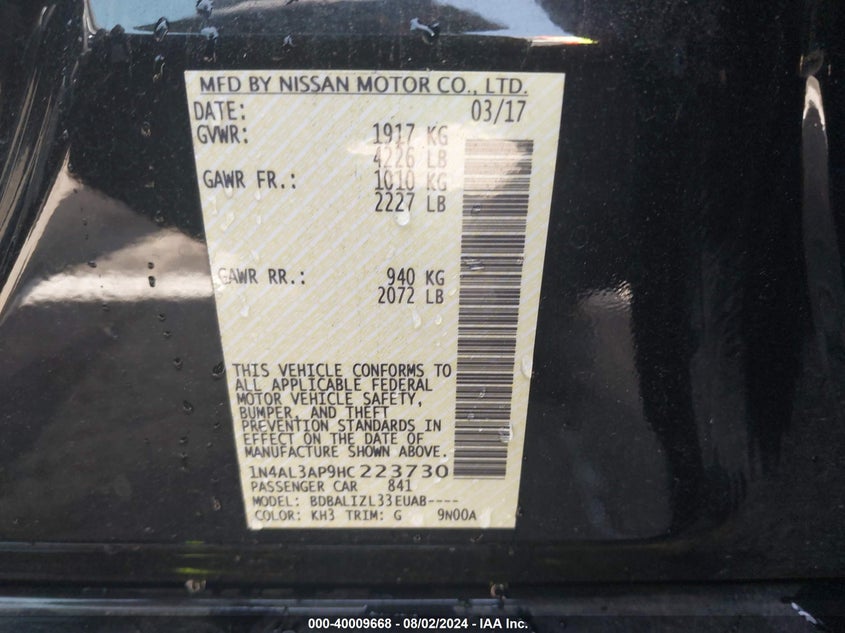 MFD BY NISSAN MOTOR CO., LTD.
DATE: 03/17
GVWR: 1917 KG
4226 LB
GAWR FR.: 1010 KG
2227 LB
GAWR RR.: 940 KG
2072 LB
THIS VEHICLE CONFORMS TO
ALL APPLICABLE FEDERAL
MOTOR VEHICLE SAFETY,
BUMPER, AND THEFT
PREVENTION STANDARDS IN
EFFECT ON THE DATE OF
MANUFACTURE SHOWN ABOVE.
1N4AL3AP9HC223730
PASSENGER CAR 841
MODEL: BDBALIZL33EUAB----
COLOR: KH3 TRIM: G 9N00A
000-40009668 - 08/02/2024 - IAA Inc.